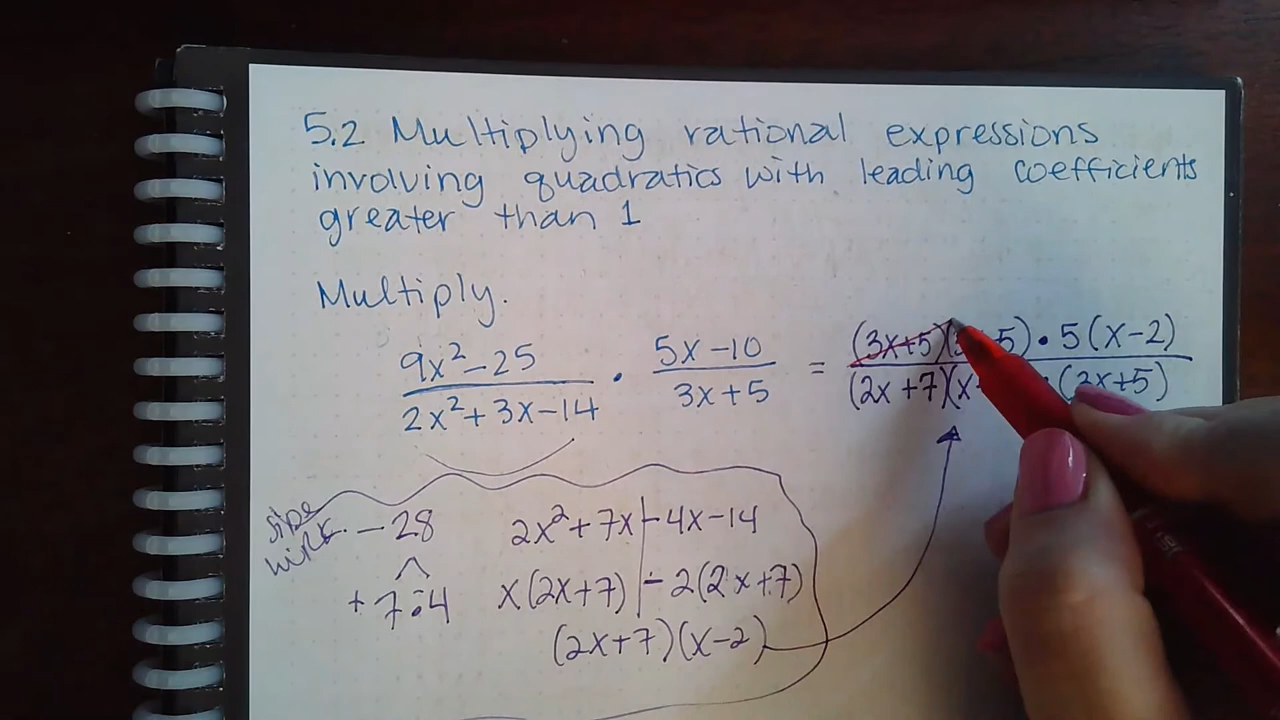 5.2 Multiplying rational expressions
involving quadratics with leading coefficients
greater than 1
Multiply.
9x²-25 / 2x²+3x-14 · 5x-10 / 3x+5 = (3x+5)( 5)·5(x-2) / (2x+7)(x ·(3x+5)
side work. -28
+7·-4
2x²+7x-4x-14
x(2x+7)-2(2x+7)
(2x+7)(x-2)